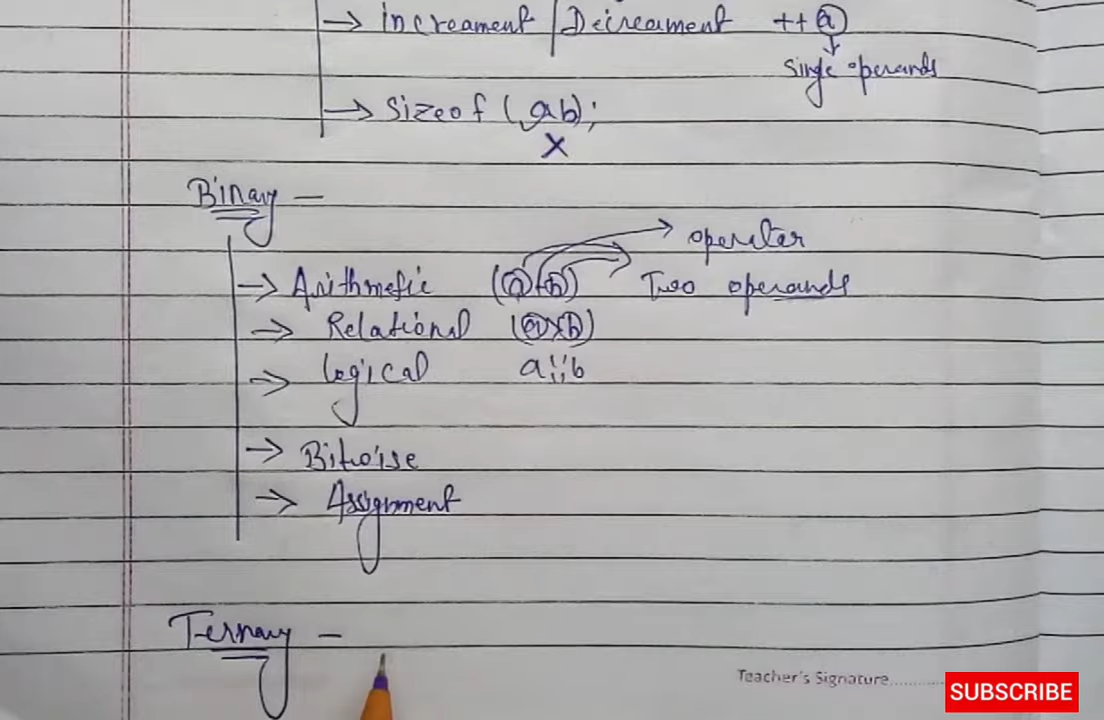 → increament / Decreament ++a
single operands
→ Sizeof (ab);
X
Binary –
operator
→ Arithmetic (a+b) Two operands
→ Relational
→ logical a||b
→ Bitwise
→ Assignment
Ternary –
Teacher's Signature..........
SUBSCRIBE